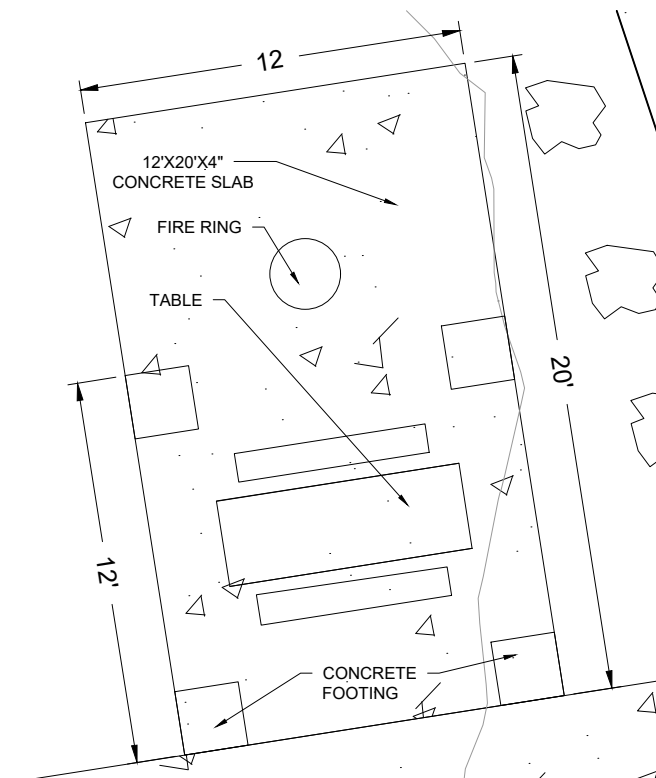 12
12'X20'X4"
CONCRETE SLAB
FIRE RING
TABLE
20'
12'
CONCRETE
FOOTING